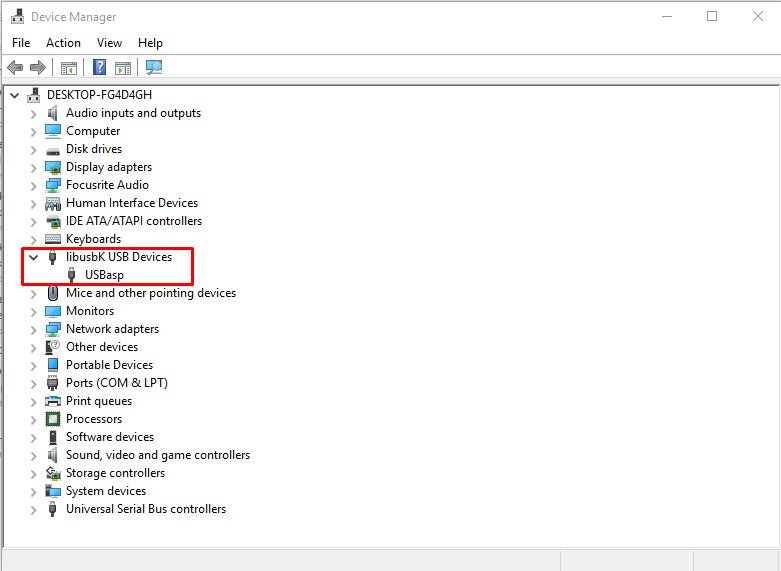 Device Manager
File Action View Help
DESKTOP-FG4D4GH
Audio inputs and outputs
Computer
Disk drives
Display adapters
Focusrite Audio
Human Interface Devices
IDE ATA/ATAPI controllers
Keyboards
libusbK USB Devices
USBasp
Mice and other pointing devices
Monitors
Network adapters
Other devices
Portable Devices
Ports (COM & LPT)
Print queues
Processors
Software devices
Sound, video and game controllers
Storage controllers
System devices
Universal Serial Bus controllers